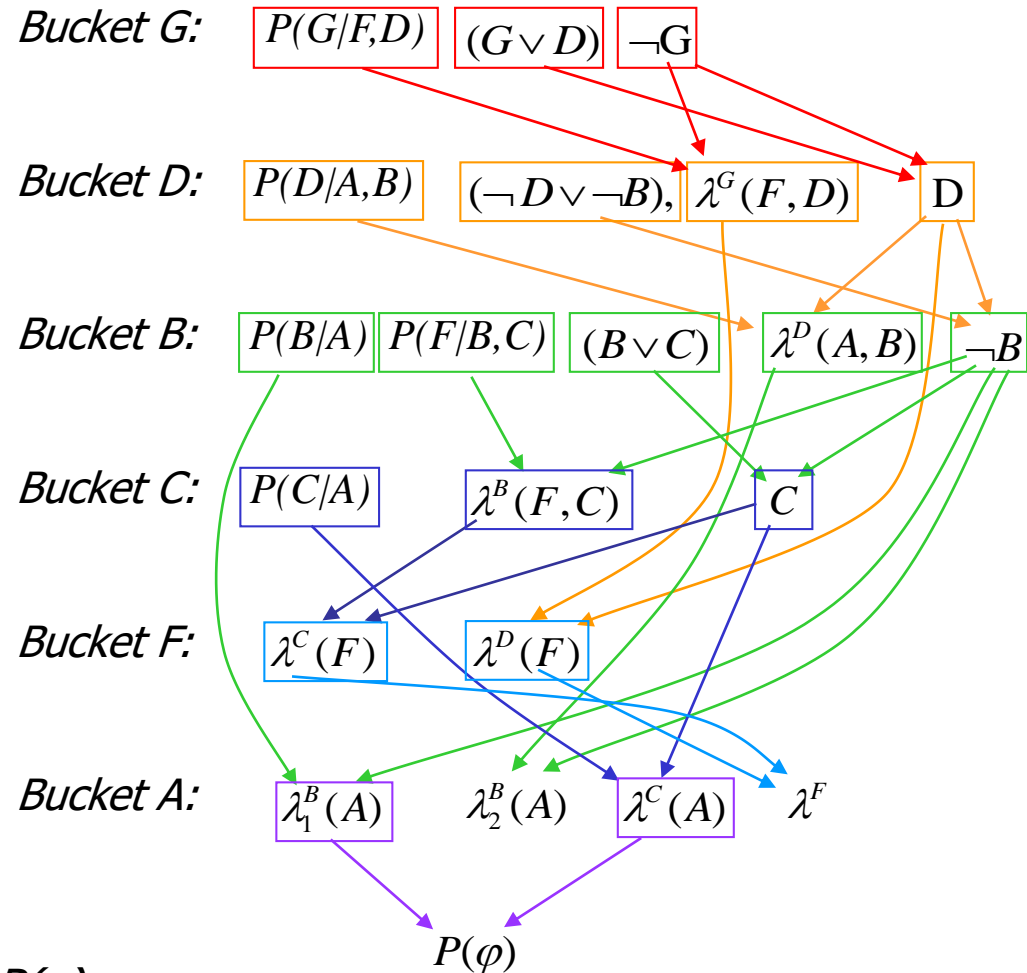 Bucket G: P(G/F,D) (G∨D) ¬G
Bucket D: P(D/A,B) (¬D∨¬B), λ^G(F,D) D
Bucket B: P(B/A) P(F/B,C) (B∨C) λ^D(A,B) ¬B
Bucket C: P(C/A) λ^B(F,C) C
Bucket F: λ^C(F) λ^D(F)
Bucket A: λ_1^B(A) λ_2^B(A) λ^C(A) λ^F
P(φ)